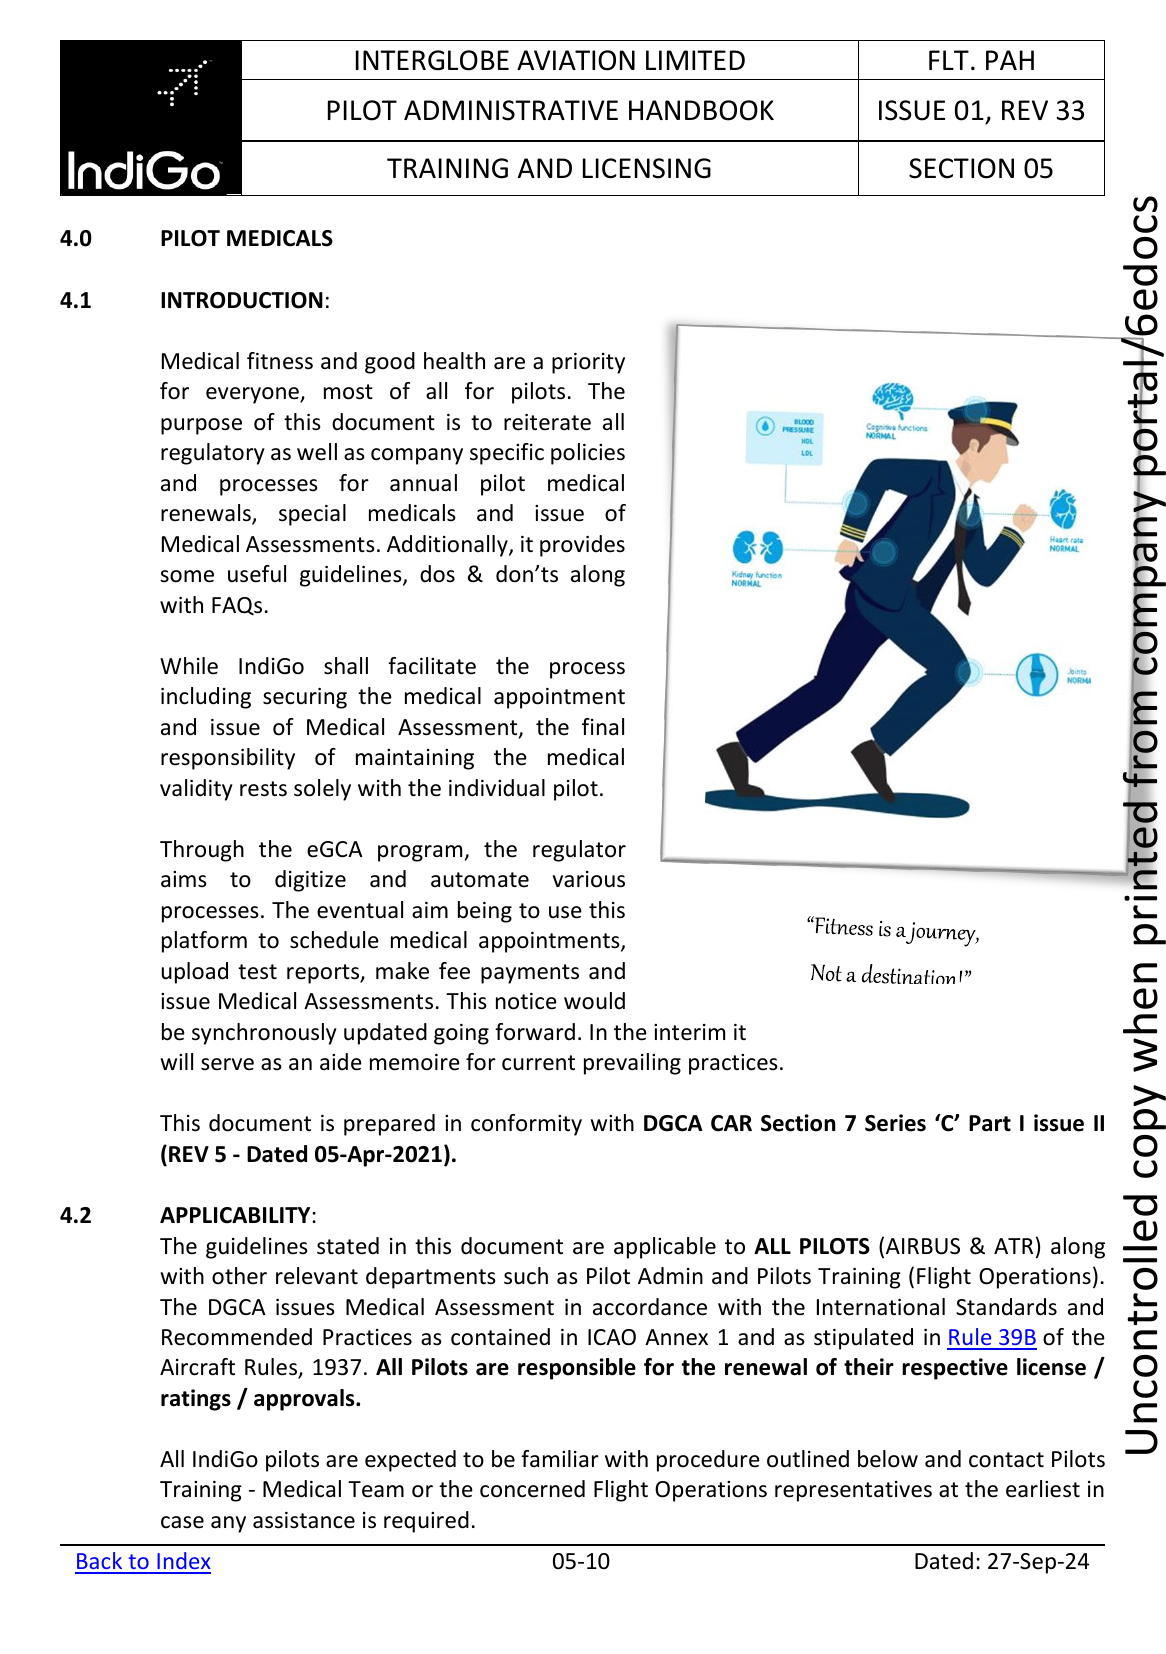 IndiGo
INTERGLOBE AVIATION LIMITED
FLT. PAH
PILOT ADMINISTRATIVE HANDBOOK
ISSUE 01, REV 33
TRAINING AND LICENSING
SECTION 05
4.0 PILOT MEDICALS
4.1 INTRODUCTION:
Medical fitness and good health are a priority
for everyone, most of all for pilots. The
purpose of this document is to reiterate all
regulatory as well as company specific policies
and processes for annual pilot medical
renewals, special medicals and issue of
Medical Assessments. Additionally, it provides
some useful guidelines, dos & don’ts along
with FAQs.
While IndiGo shall facilitate the process
including securing the medical appointment
and issue of Medical Assessment, the final
responsibility of maintaining the medical
validity rests solely with the individual pilot.
Through the eGCA program, the regulator
aims to digitize and automate various
processes. The eventual aim being to use this
platform to schedule medical appointments,
upload test reports, make fee payments and
issue Medical Assessments. This notice would
be synchronously updated going forward. In the interim it
will serve as an aide memoire for current prevailing practices.
BLOOD
PRESSURE
HDL
LDL
Cognitive functions
NORMAL
Heart rate
NORMAL
Kidney function
NORMAL
Joints
NORMA
“Fitness is a journey,
Not a destination!”
This document is prepared in conformity with DGCA CAR Section 7 Series ‘C’ Part I issue II
(REV 5 - Dated 05-Apr-2021).
4.2 APPLICABILITY:
The guidelines stated in this document are applicable to ALL PILOTS (AIRBUS & ATR) along
with other relevant departments such as Pilot Admin and Pilots Training (Flight Operations).
The DGCA issues Medical Assessment in accordance with the International Standards and
Recommended Practices as contained in ICAO Annex 1 and as stipulated in Rule 39B of the
Aircraft Rules, 1937. All Pilots are responsible for the renewal of their respective license /
ratings / approvals.
All IndiGo pilots are expected to be familiar with procedure outlined below and contact Pilots
Training - Medical Team or the concerned Flight Operations representatives at the earliest in
case any assistance is required.
Back to Index
05-10
Dated: 27-Sep-24
Uncontrolled copy when printed from company portal/6edocs